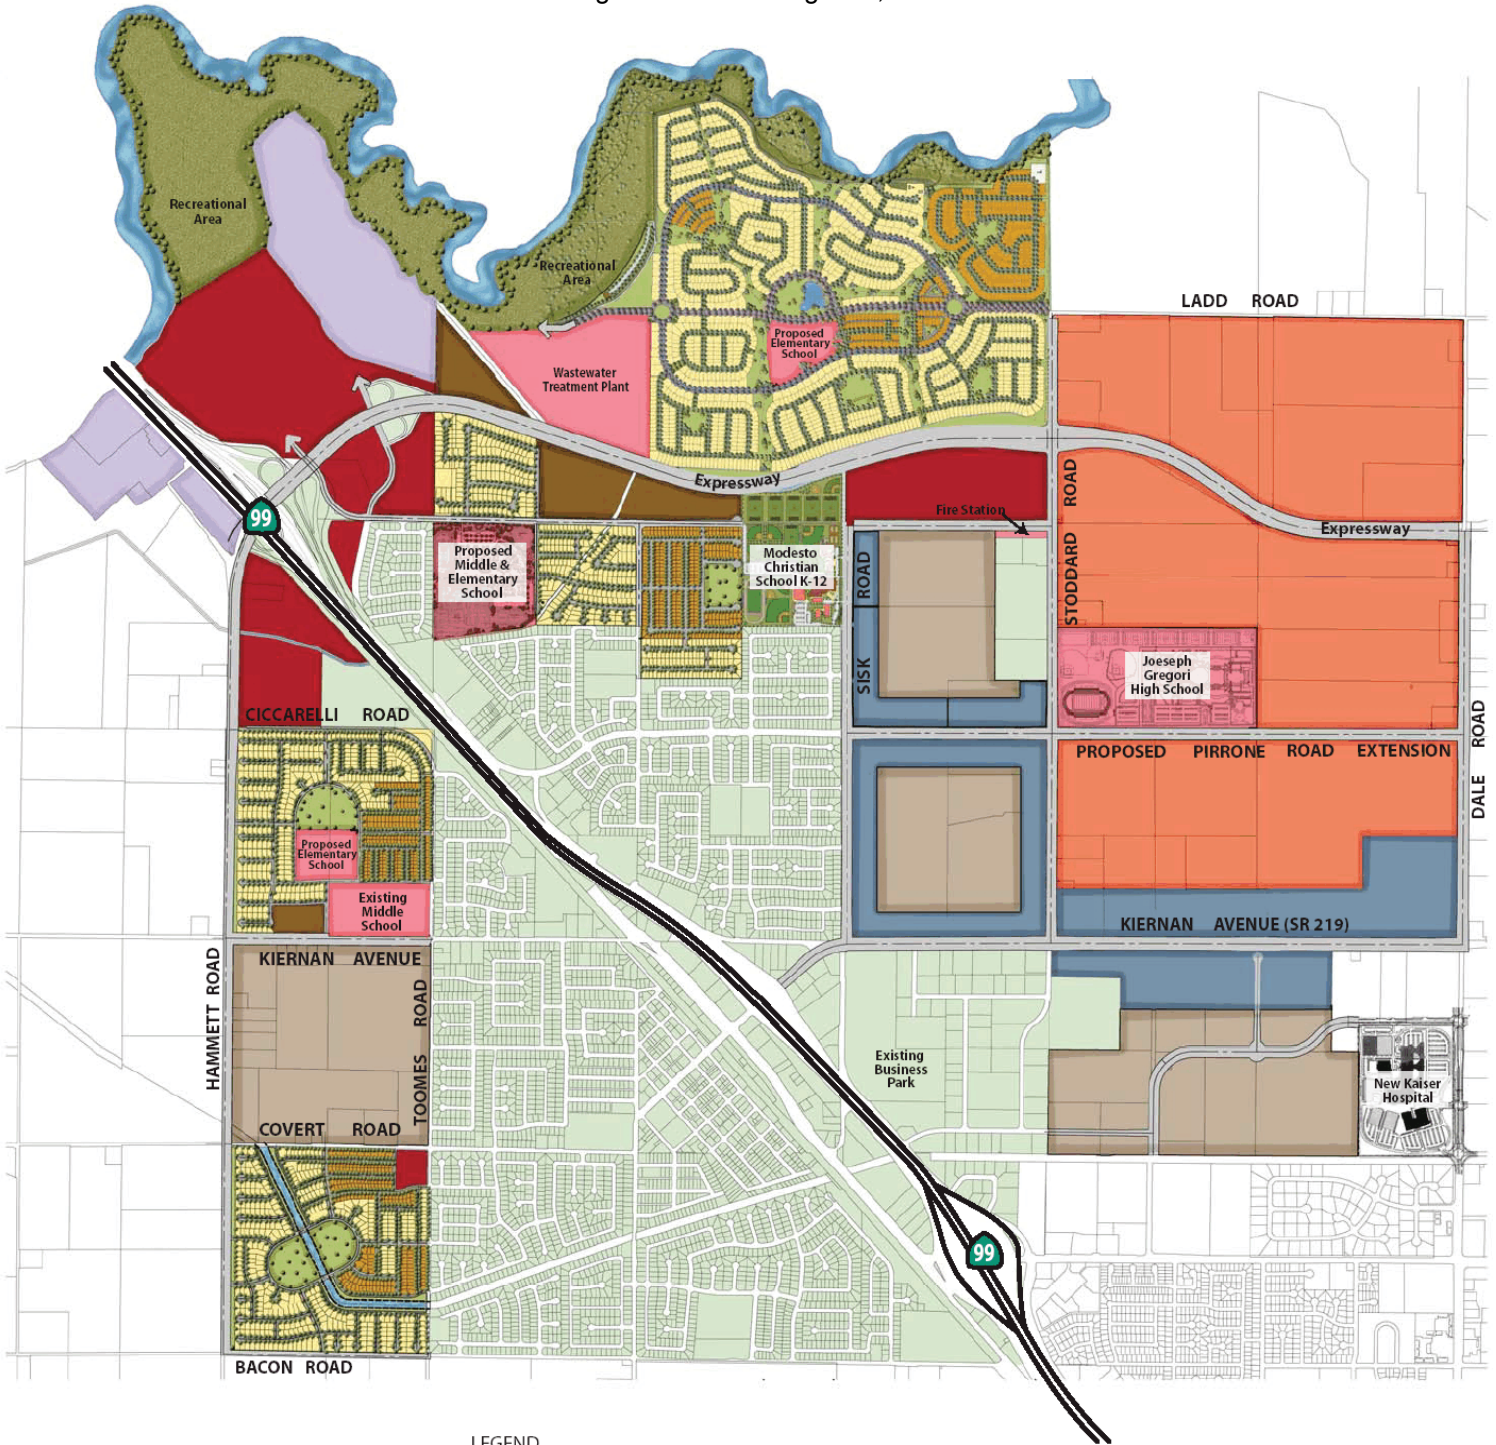 Recreational
Area
Recreational
Area
LADD ROAD
Proposed
Elementary
School
Wastewater
Treatment Plant
Expressway
99
Fire Station
STODDARD ROAD
Expressway
Proposed
Middle &
Elementary
School
Modesto
Christian
School K-12
SISK ROAD
Joeseph
Gregori
High School
CICCARELLI ROAD
PROPOSED PIRRONE ROAD EXTENSION
DALE ROAD
Proposed
Elementary
School
Existing
Middle
School
KIERNAN AVENUE (SR 219)
KIERNAN AVENUE
HAMMETT ROAD
TOOMES ROAD
Existing
Business
Park
New Kaiser
Hospital
COVERT ROAD
99
BACON ROAD
LEGEND